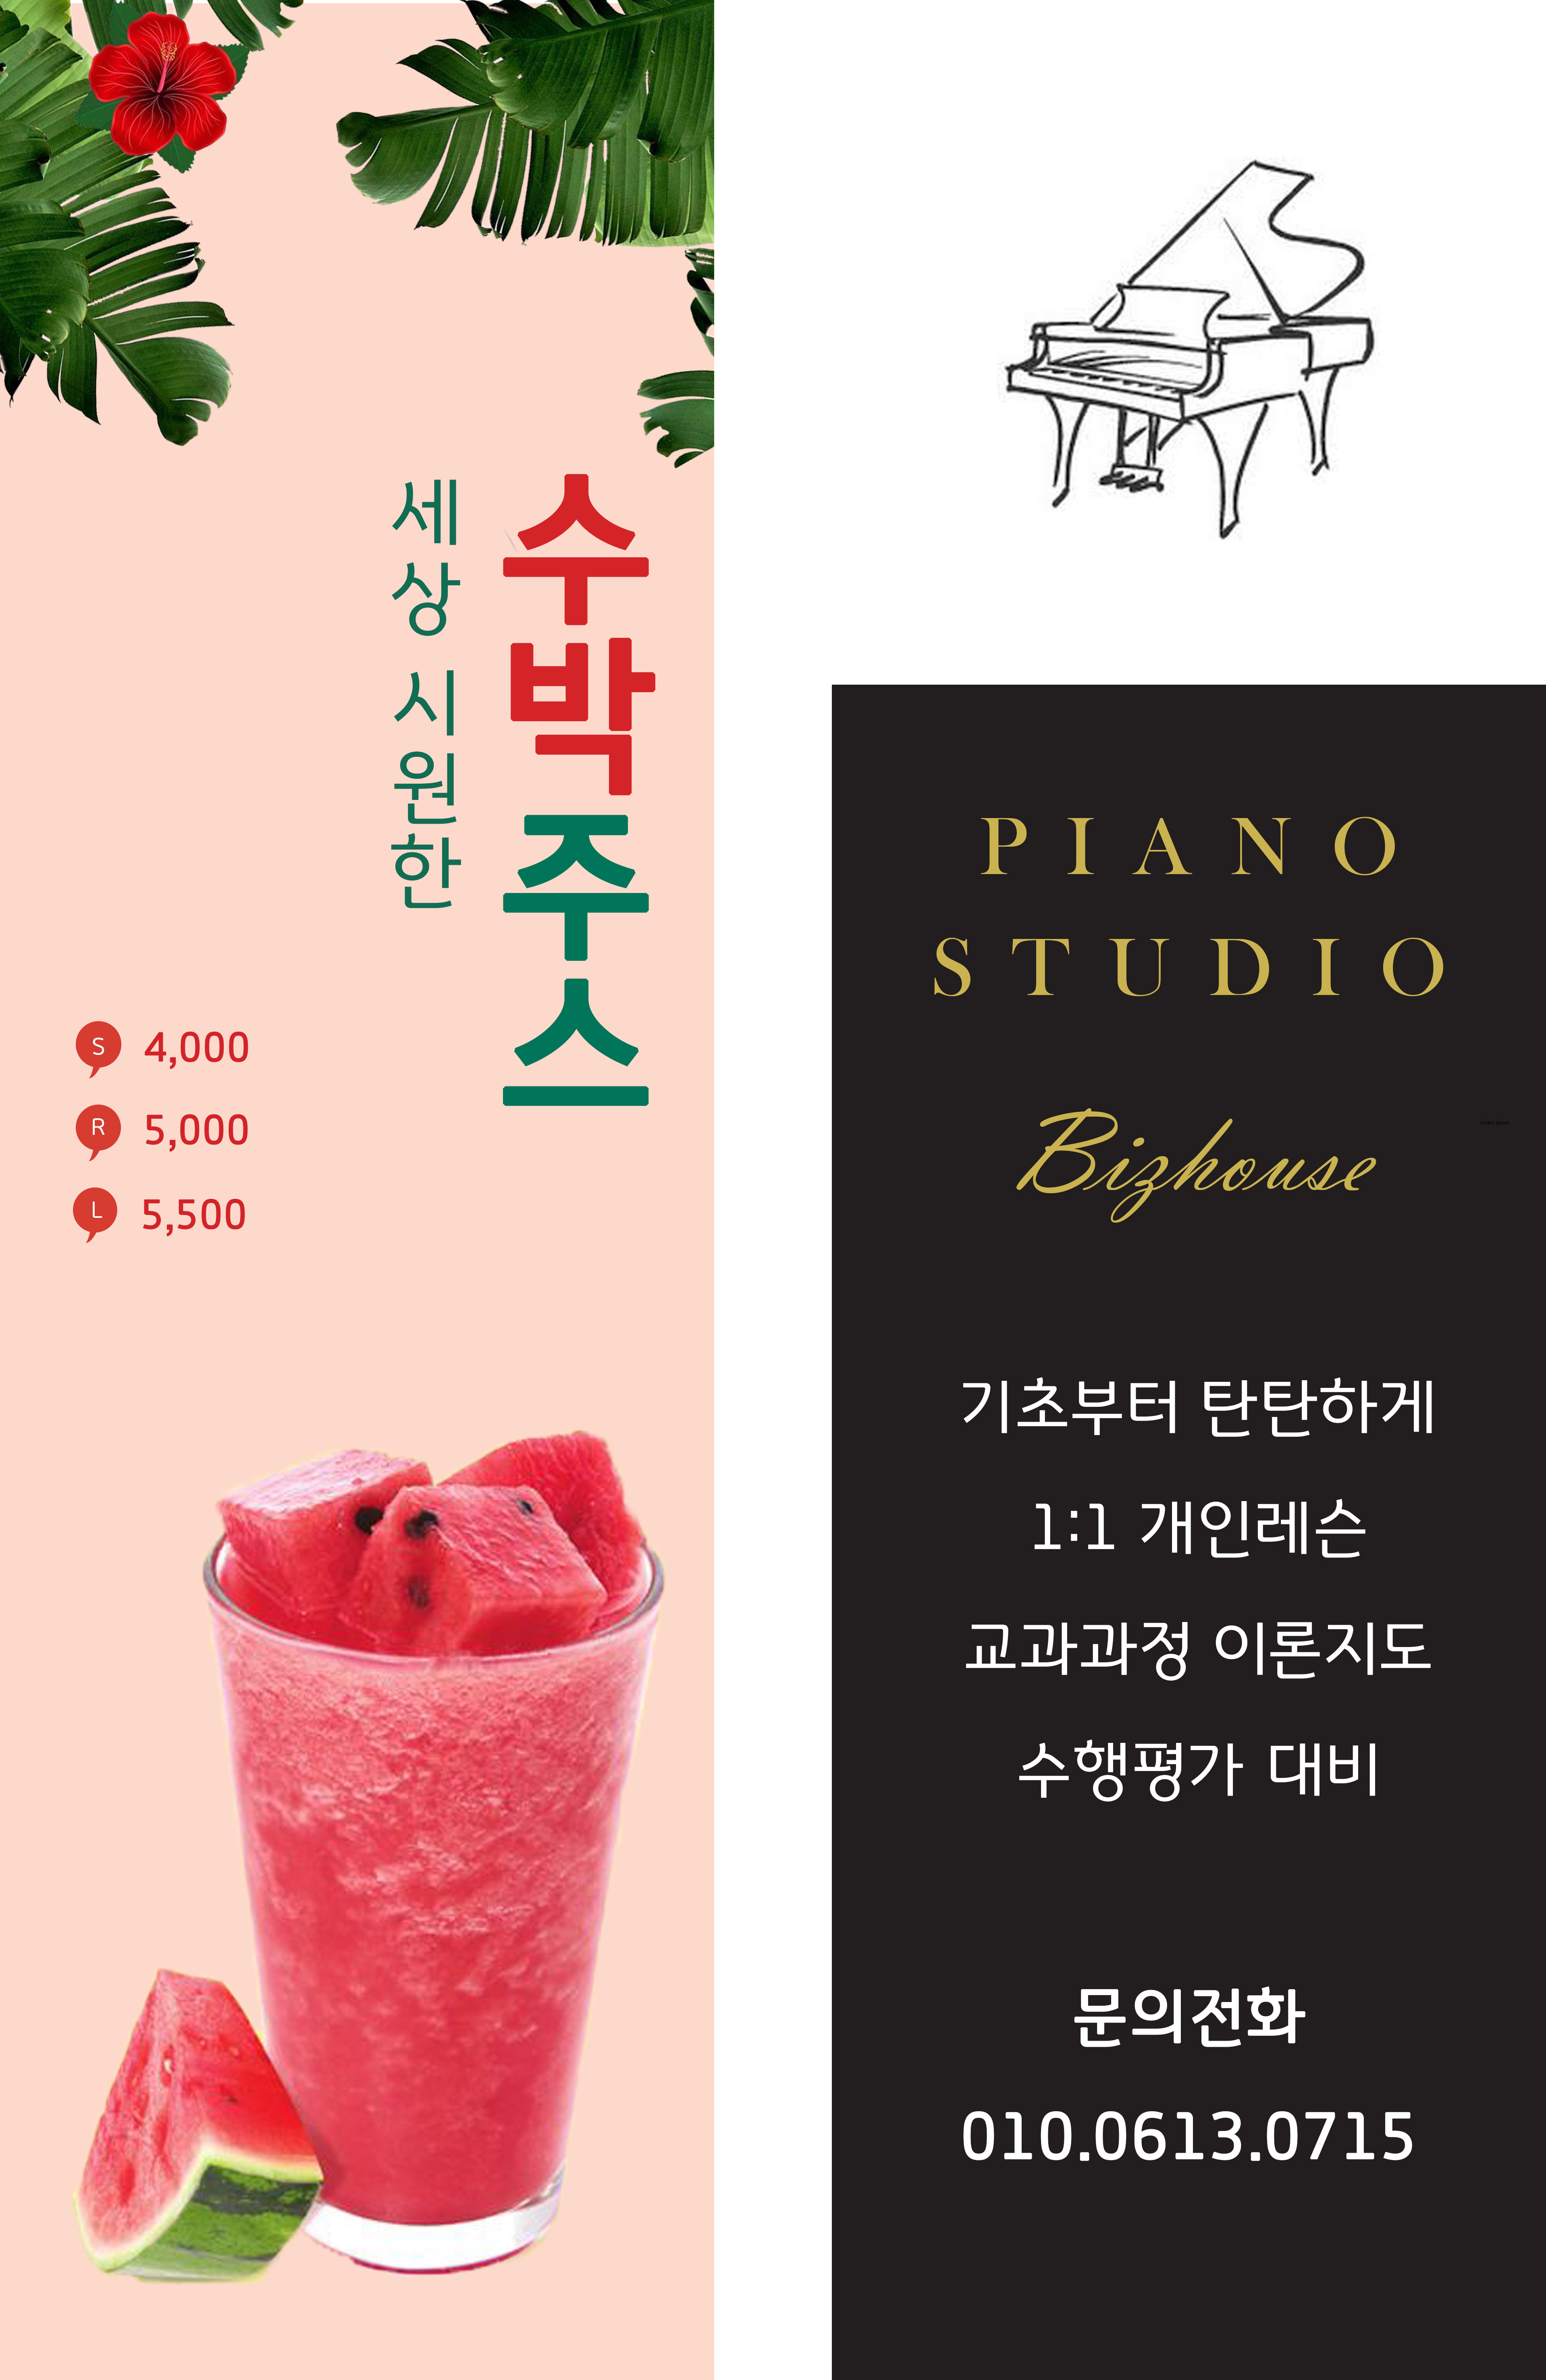 수박주스
세상 시원한
S 4,000
R 5,000
L 5,500
PIANO
STUDIO
Bizhouse
기초부터 탄탄하게
1:1 개인레슨
교과과정 이론지도
수행평가 대비
문의전화
010.0613.0715